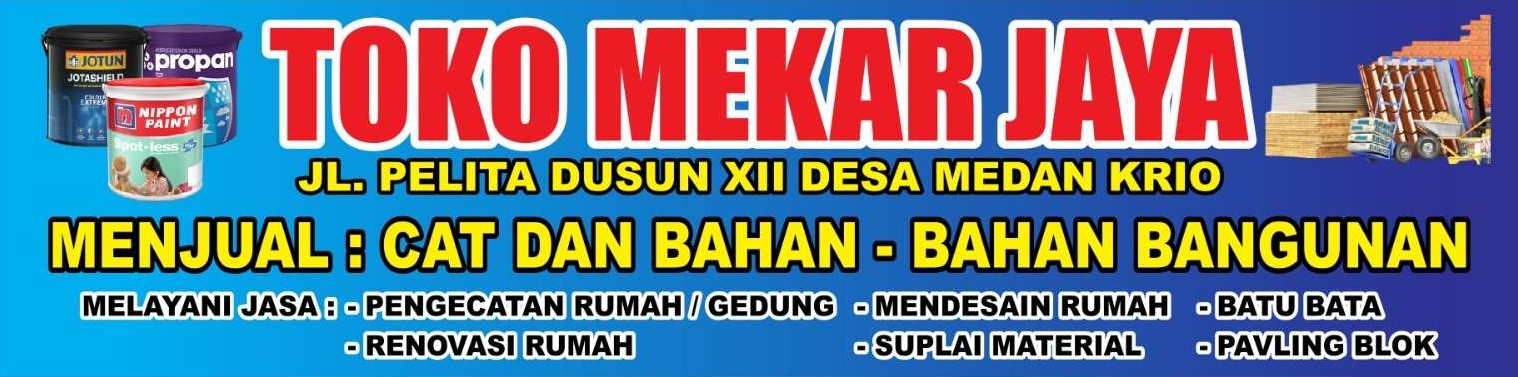 JOTUN
JOTASHIELD
COLOUR
EXTREME
propan
NIPPON
PAINT
Spot-less
TOKO MEKAR JAYA
JL. PELITA DUSUN XII DESA MEDAN KRIO
MENJUAL : CAT DAN BAHAN - BAHAN BANGUNAN
MELAYANI JASA : - PENGECATAN RUMAH / GEDUNG - MENDESAIN RUMAH - BATU BATA
- RENOVASI RUMAH - SUPLAI MATERIAL - PAVLING BLOK